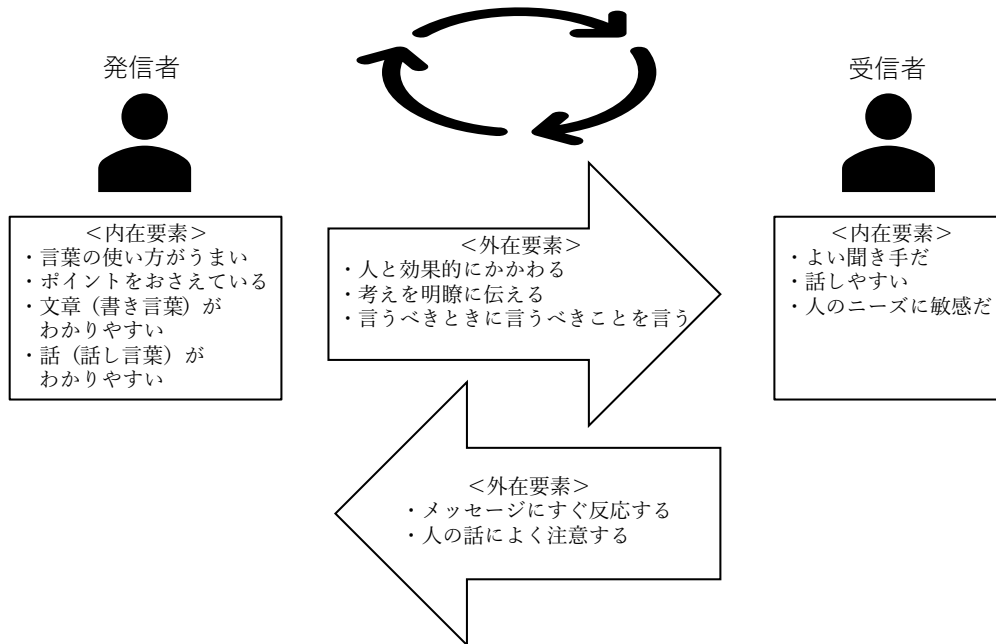 発信者
受信者
＜内在要素＞
・言葉の使い方がうまい
・ポイントをおさえている
・文章（書き言葉）が
わかりやすい
・話（話し言葉）が
わかりやすい
＜外在要素＞
・人と効果的にかかわる
・考えを明瞭に伝える
・言うべきときに言うべきことを言う
＜内在要素＞
・よい聞き手だ
・話しやすい
・人のニーズに敏感だ
＜外在要素＞
・メッセージにすぐ反応する
・人の話によく注意する